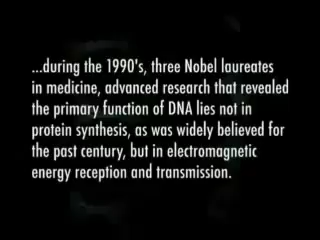 ...during the 1990's, three Nobel laureates
in medicine, advanced research that revealed
the primary function of DNA lies not in
protein synthesis, as was widely believed for
the past century, but in electromagnetic
energy reception and transmission.